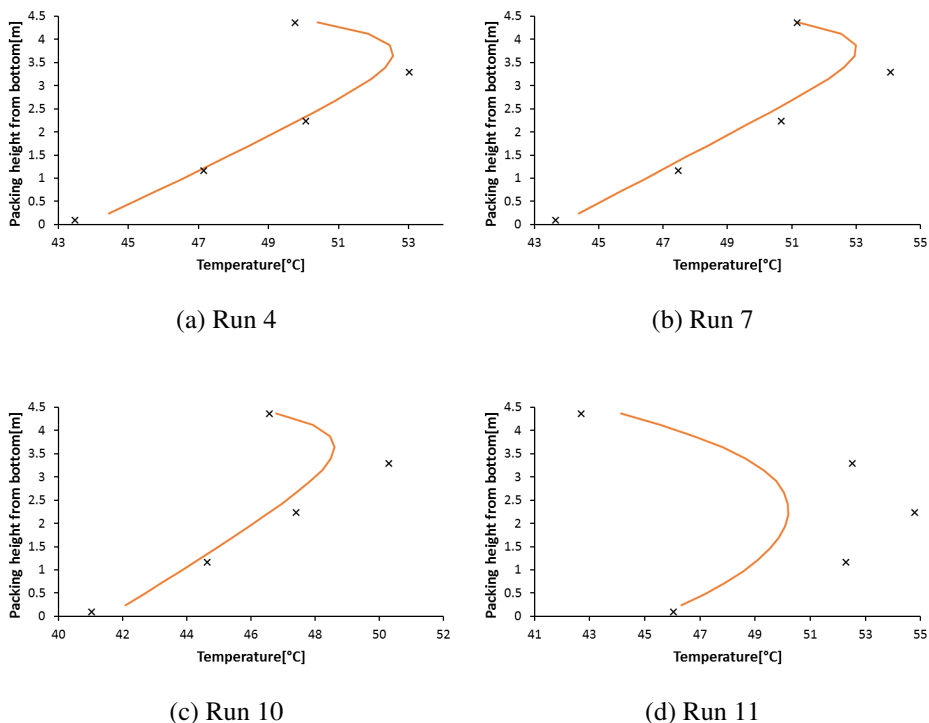 4.5
4
3.5
3
2.5
2
1.5
1
0.5
0
Packing height from bottom[m]
43 45 47 49 51 53
Temperature[°C]
(a) Run 4
4.5
4
3.5
3
2.5
2
1.5
1
0.5
0
Packing height from bottom[m]
43 45 47 49 51 53 55
Temperature[°C]
(b) Run 7
4.5
4
3.5
3
2.5
2
1.5
1
0.5
0
Packing height from bottom[m]
40 42 44 46 48 50 52
Temperature[°C]
(c) Run 10
4.5
4
3.5
3
2.5
2
1.5
1
0.5
0
Packing height from bottom[m]
41 43 45 47 49 51 53 55
Temperature[°C]
(d) Run 11